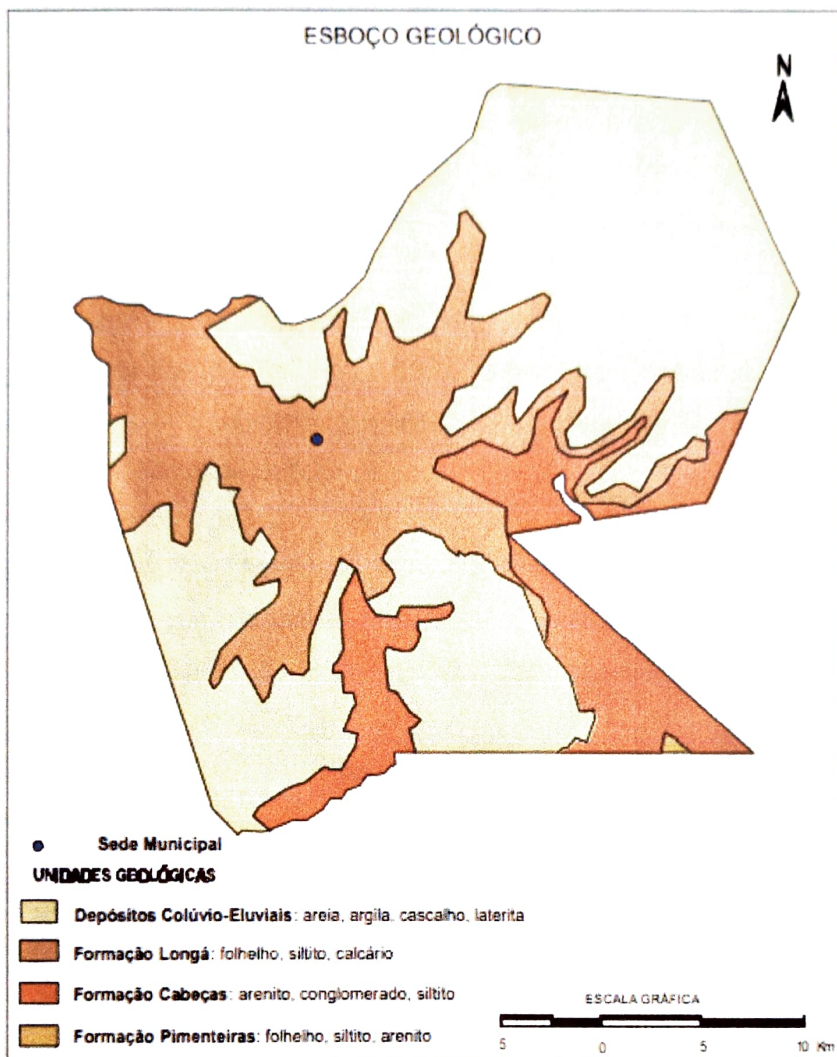 ESBOÇO GEOLÓGICO
N
Sede Municipal
UNIDADES GEOLÓGICAS
Depósitos Colúvio-Eluviais: areia, argila, cascalho, laterita
Formação Longá: folhelho, siltito, calcário
Formação Cabeças: arenito, conglomerado, siltito
Formação Pimenteiras: folhelho, siltito, arenito
ESCALA GRÁFICA
5 0 5 10 Km